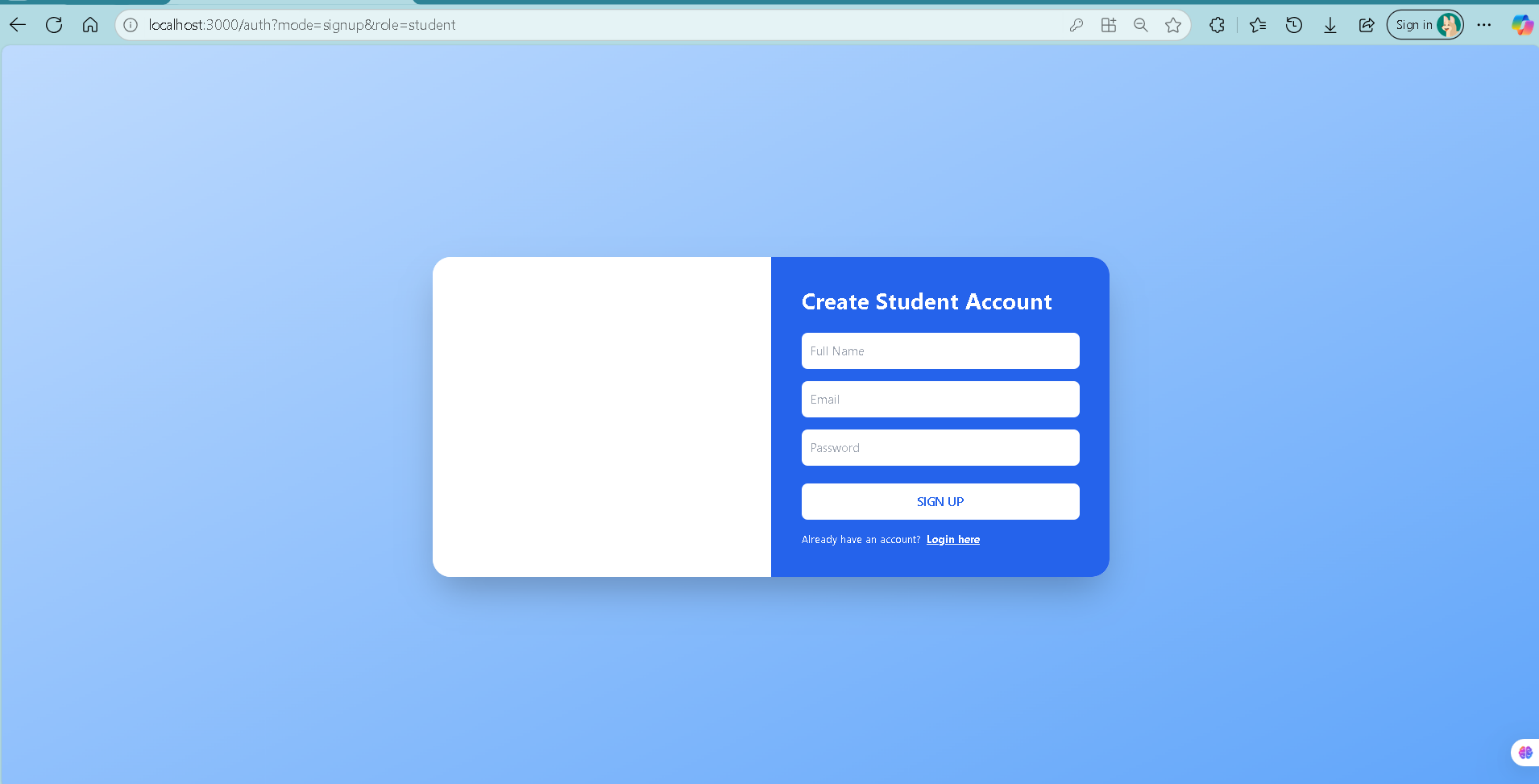 localhost:3000/auth?mode=signup&role=student
Sign in
Create Student Account
Full Name
Email
Password
SIGN UP
Already have an account? Login here